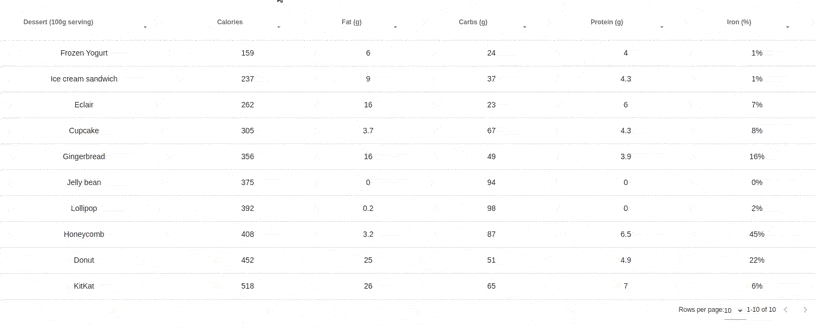 Dessert (100g serving) Calories Fat (g) Carbs (g) Protein (g) Iron (%)
Frozen Yogurt 159 6 24 4 1%
Ice cream sandwich 237 9 37 4.3 1%
Eclair 262 16 23 6 7%
Cupcake 305 3.7 67 4.3 8%
Gingerbread 356 16 49 3.9 16%
Jelly bean 375 0 94 0 0%
Lollipop 392 0.2 98 0 2%
Honeycomb 408 3.2 87 6.5 45%
Donut 452 25 51 4.9 22%
KitKat 518 26 65 7 6%
Rows per page: 10 1-10 of 10